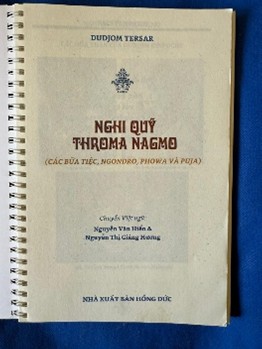 DUDJOM TERSAR
NGHI QUỸ
THROMA NAGMO
(CÁC BỮA TIỆC, NGONDRO, PHOWA VÀ PUJA)
Chuyển Việt ngữ:
Nguyễn Văn Hiển &
Nguyễn Thị Giáng Hương
NHÀ XUẤT BẢN HỒNG ĐỨC